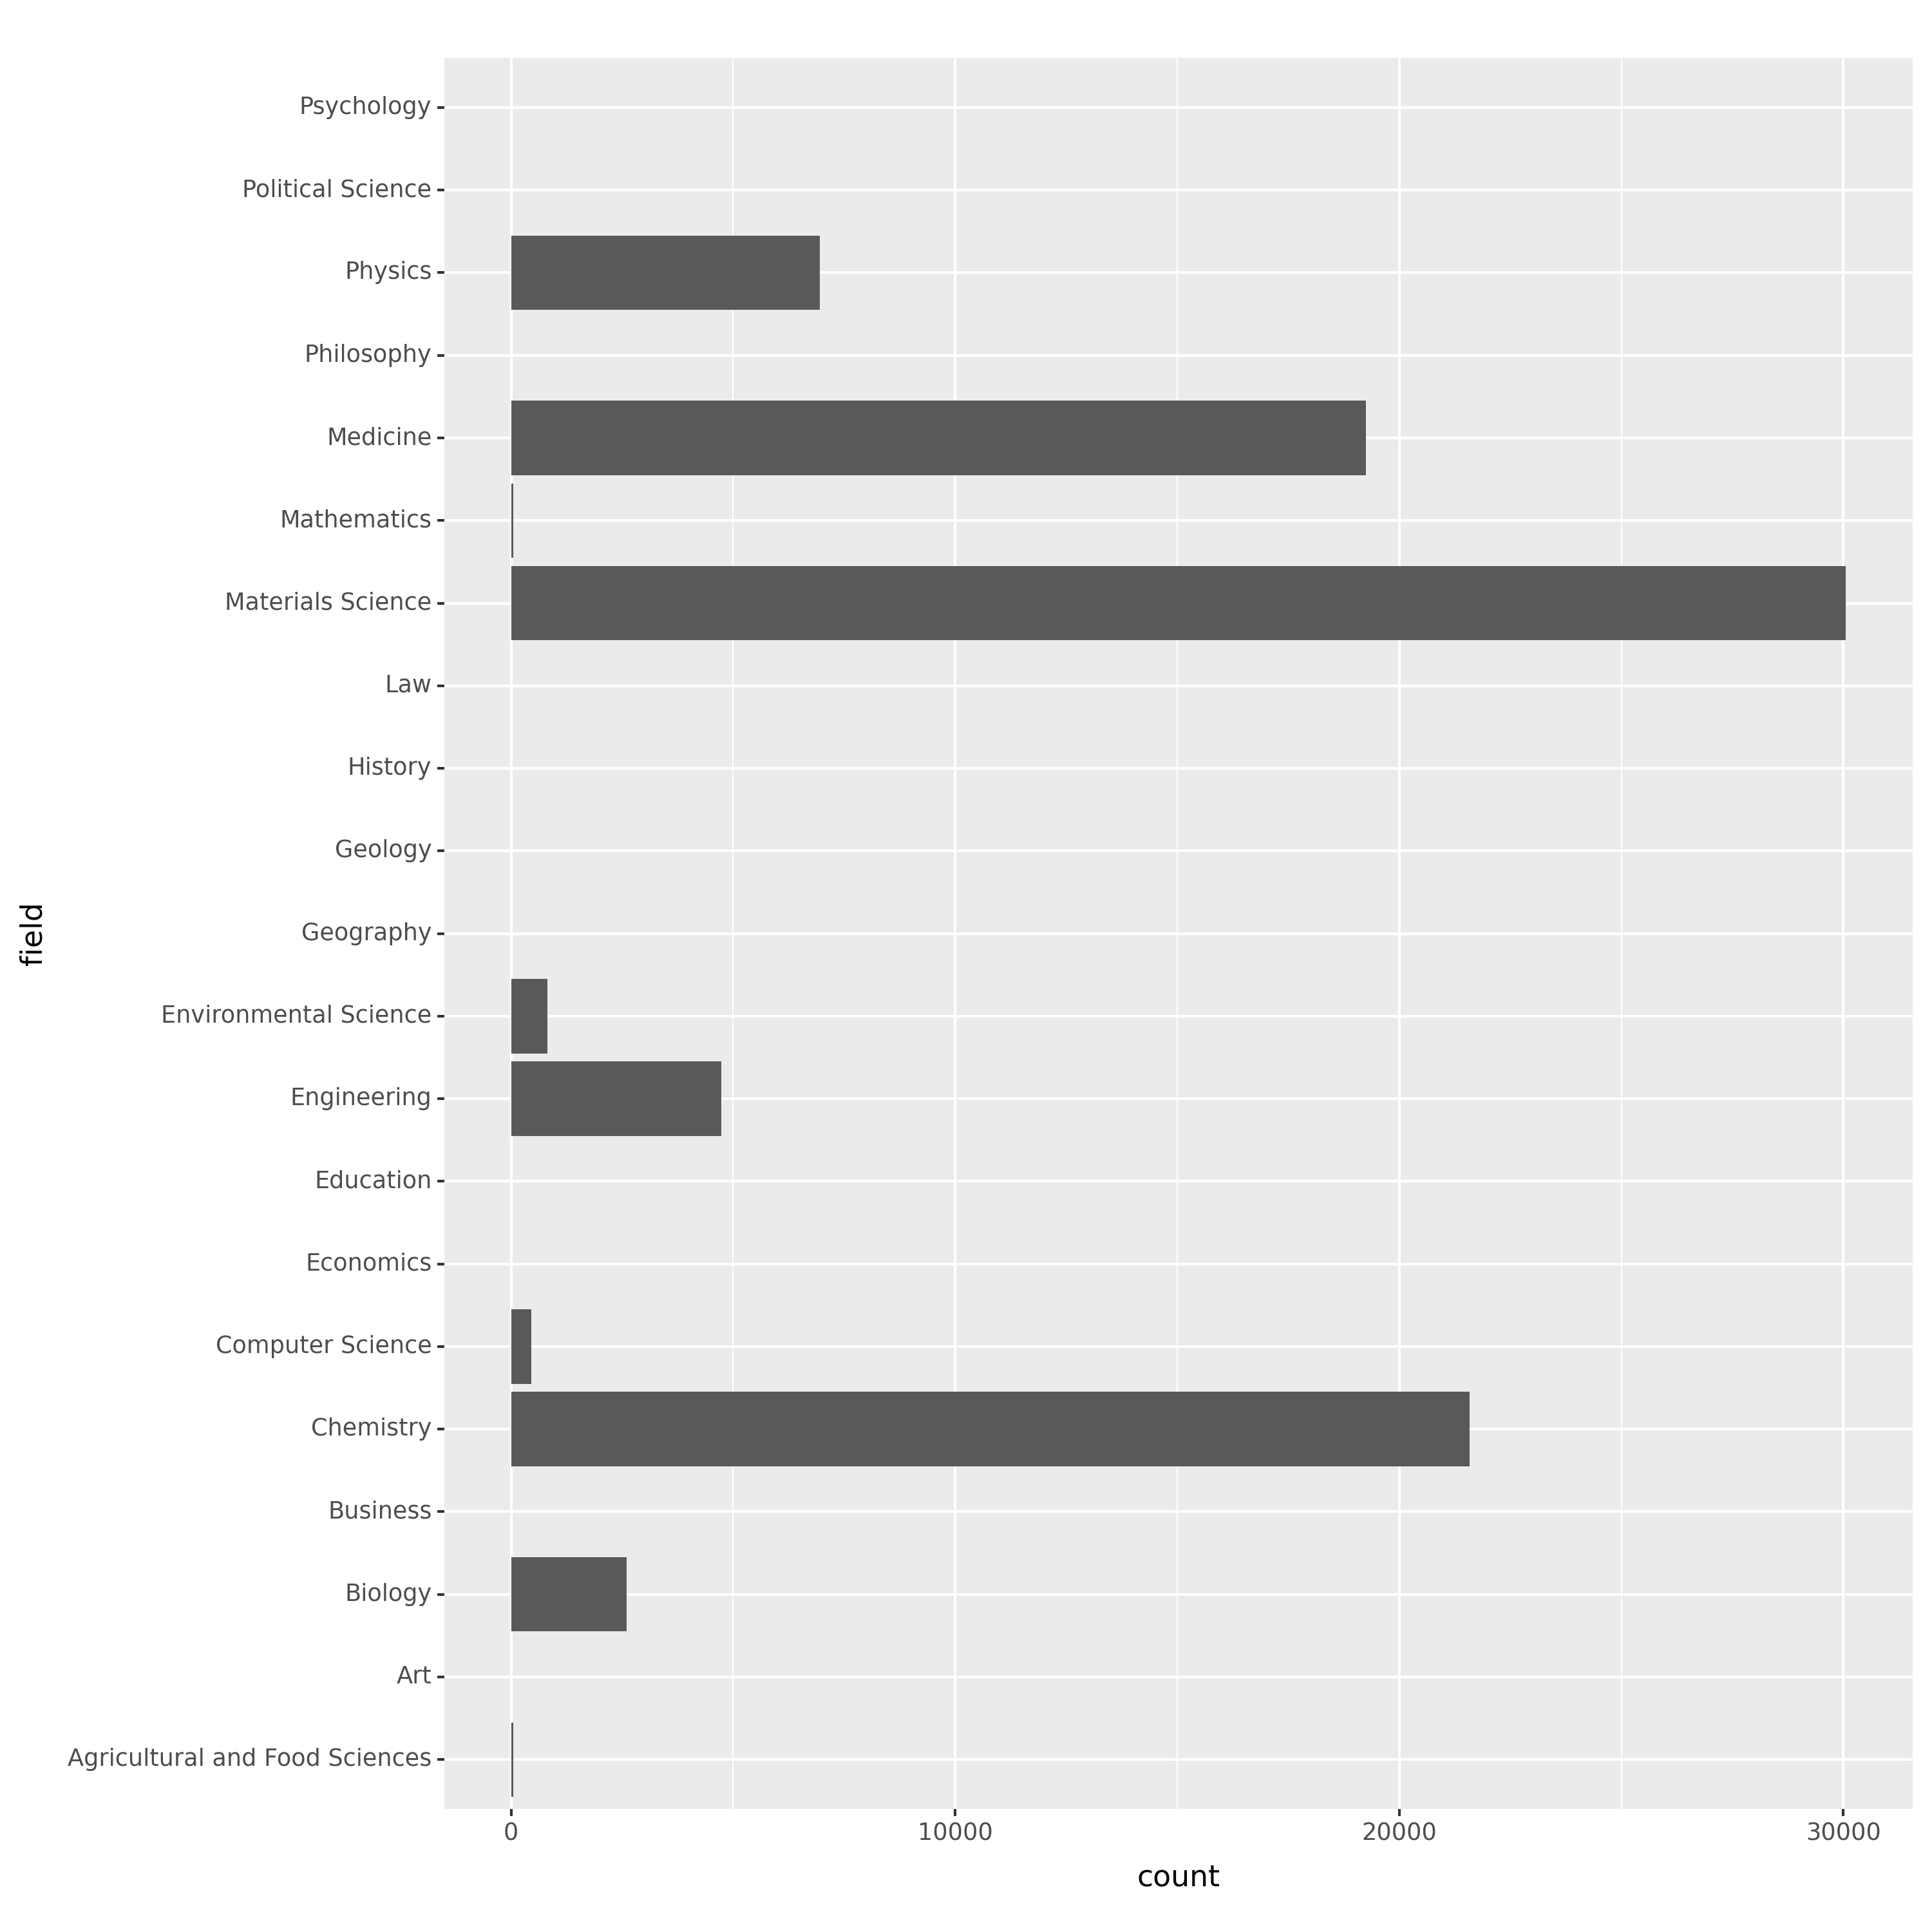 Psychology
Political Science
Physics
Philosophy
Medicine
Mathematics
Materials Science
Law
History
Geology
Geography
field
Environmental Science
Engineering
Education
Economics
Computer Science
Chemistry
Business
Biology
Art
Agricultural and Food Sciences
0 10000 20000 30000
count